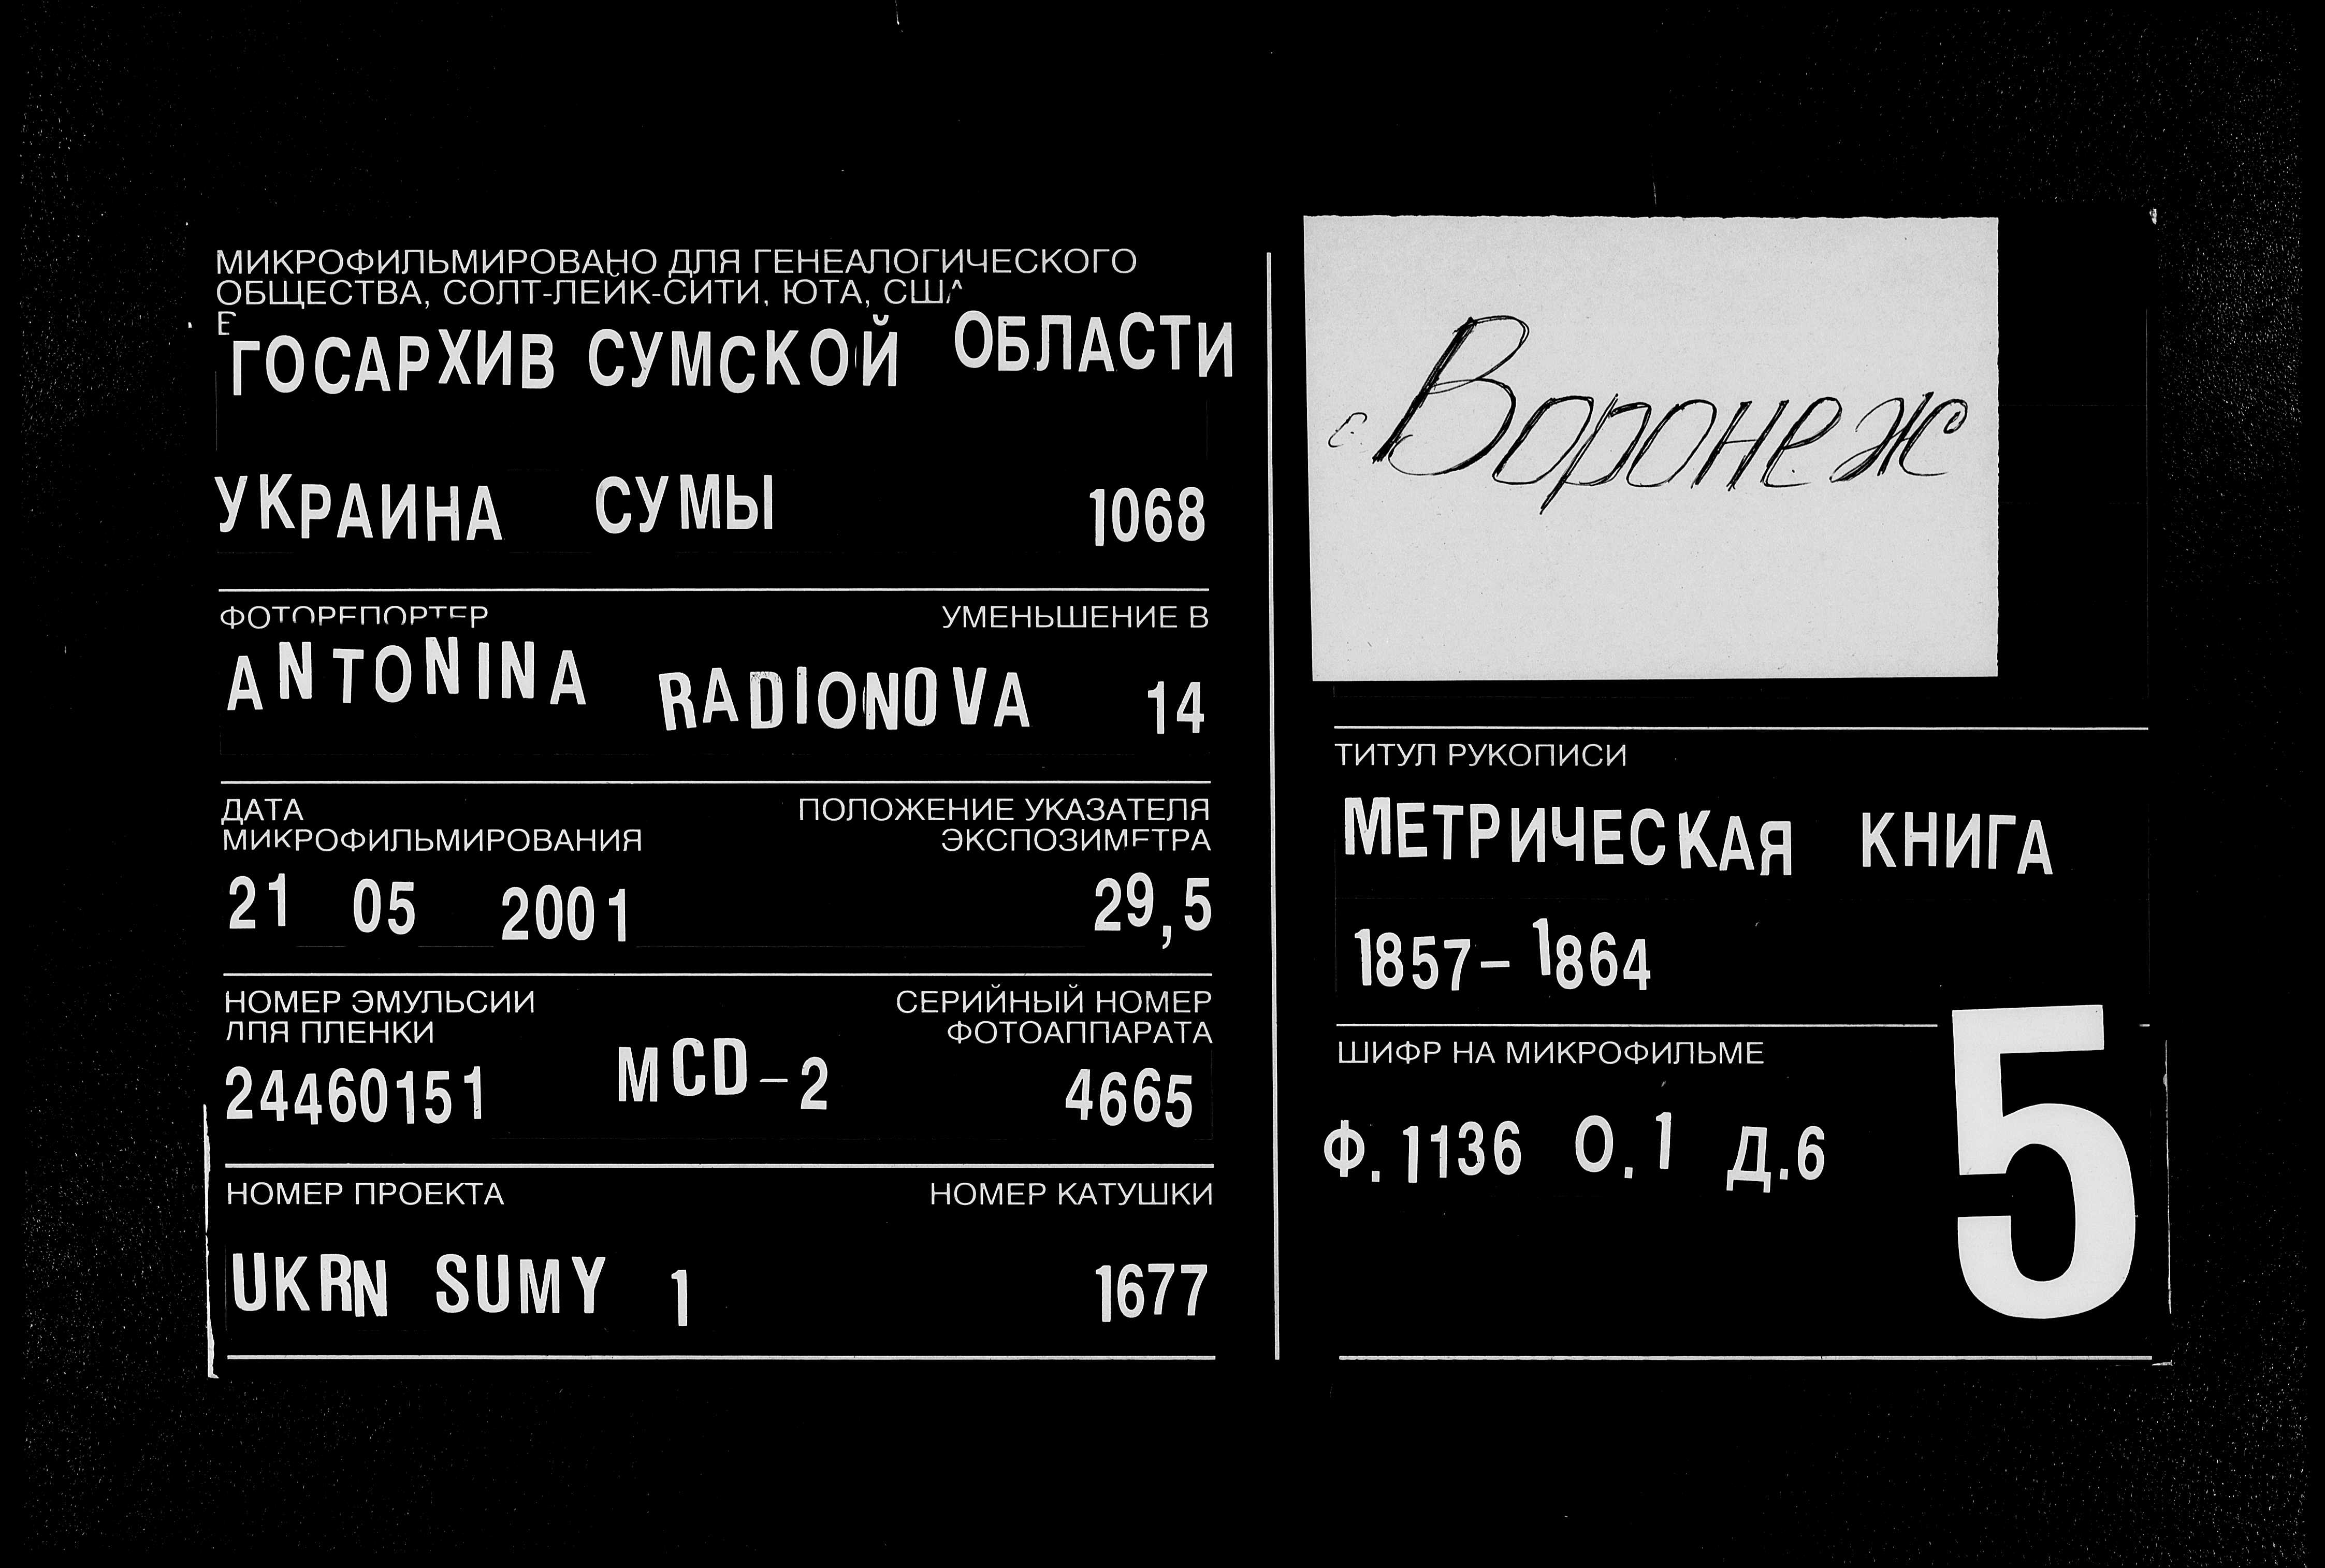 МИКРОФИЛЬМИРОВАНО ДЛЯ ГЕНЕАЛОГИЧЕСКОГО
ОБЩЕСТВА, СОЛТ-ЛЕЙК-СИТИ, ЮТА, США
В
ГОСАРХИВ СУМСКОЙ ОБЛАСТИ
УКРАИНА СУМЫ 1068
ФОТОРЕПОРТЕР УМЕНЬШЕНИЕ В
ANTONINA RADIONOVA 14
ДАТА ПОЛОЖЕНИЕ УКАЗАТЕЛЯ
МИКРОФИЛЬМИРОВАНИЯ ЭКСПОЗИМЕТРА
21 05 2001 29,5
НОМЕР ЭМУЛЬСИИ СЕРИЙНЫЙ НОМЕР
ДЛЯ ПЛЕНКИ ФОТОАППАРАТА
24460151 MCD-2 4665
НОМЕР ПРОЕКТА НОМЕР КАТУШКИ
UKRN SUMY 1 1677
с. Воронеж
ТИТУЛ РУКОПИСИ
МЕТРИЧЕСКАЯ КНИГА
1857-1864
ШИФР НА МИКРОФИЛЬМЕ
Ф. 1136 О.1 Д.6
5